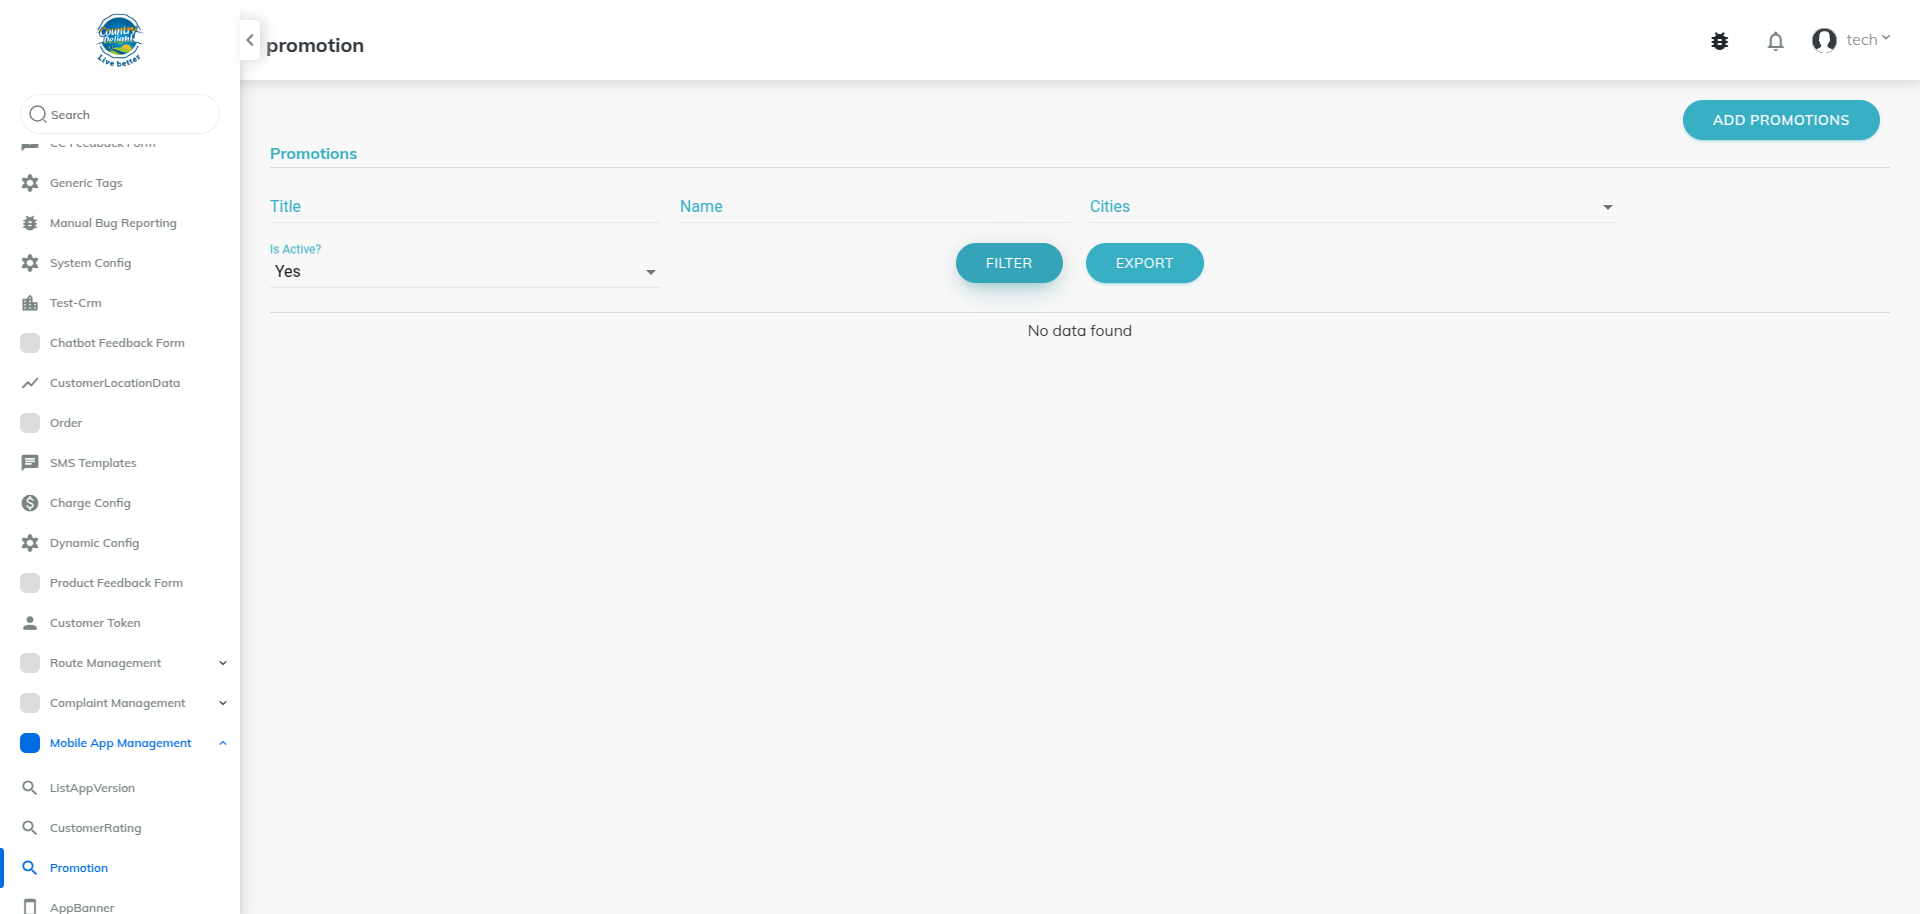 Country
Delight
Live better
promotion
tech
Search
CC Feedback Form
Generic Tags
Manual Bug Reporting
System Config
Test-Crm
Chatbot Feedback Form
CustomerLocationData
Order
SMS Templates
Charge Config
Dynamic Config
Product Feedback Form
Customer Token
Route Management
Complaint Management
Mobile App Management
ListAppVersion
CustomerRating
Promotion
AppBanner
ADD PROMOTIONS
Promotions
Title Name Cities
Is Active?
Yes
FILTER EXPORT
No data found